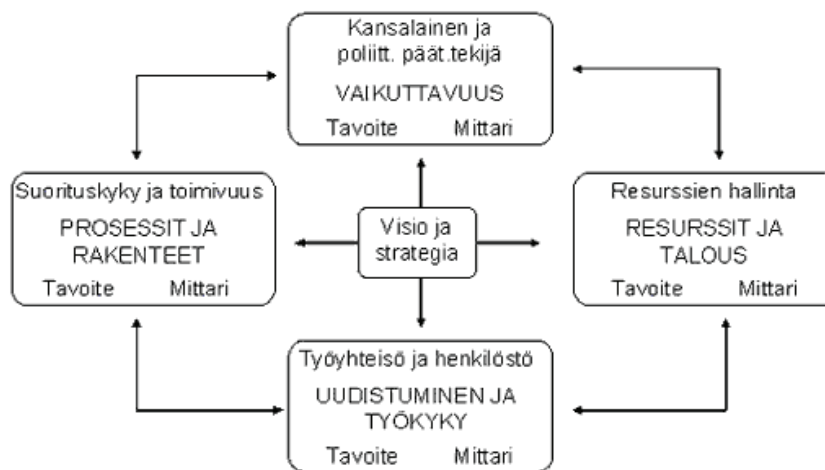 Kansalainen ja
poliitt. päät.tekijä
VAIKUTTAVUUS
Tavoite Mittari
Suorituskyky ja toimivuus
PROSESSIT JA
RAKENTEET
Tavoite Mittari
Visio ja
strategia
Resurssien hallinta
RESURSSIT JA
TALOUS
Tavoite Mittari
Työyhteisö ja henkilöstö
UUDISTUMINEN JA
TYÖKYKY
Tavoite Mittari